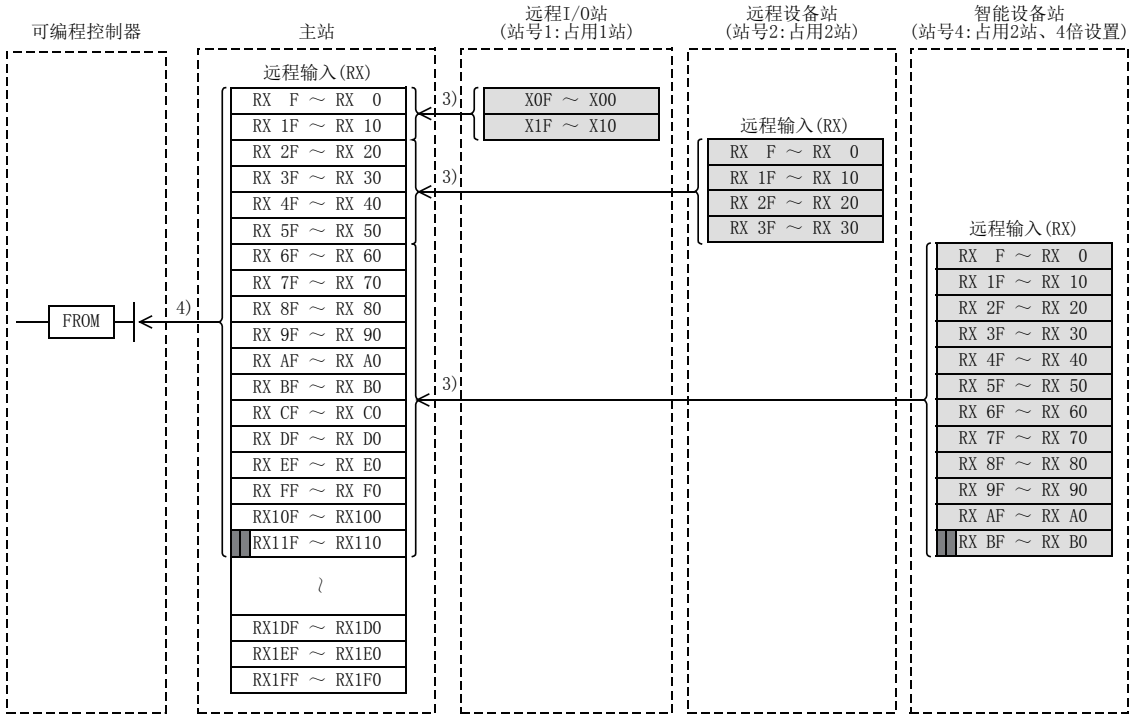 可编程控制器
主站
远程I/O站
(站号1:占用1站)
远程设备站
(站号2:占用2站)
智能设备站
(站号4:占用2站、4倍设置)
FROM
4)
远程输入(RX)
RX F ～ RX 0
RX 1F ～ RX 10
RX 2F ～ RX 20
RX 3F ～ RX 30
RX 4F ～ RX 40
RX 5F ～ RX 50
RX 6F ～ RX 60
RX 7F ～ RX 70
RX 8F ～ RX 80
RX 9F ～ RX 90
RX AF ～ RX A0
RX BF ～ RX B0
RX CF ～ RX C0
RX DF ～ RX D0
RX EF ～ RX E0
RX FF ～ RX F0
RX10F ～ RX100
RX11F ～ RX110
～
RX1DF ～ RX1D0
RX1EF ～ RX1E0
RX1FF ～ RX1F0
3)
3)
3)
X0F ～ X00
X1F ～ X10
远程输入(RX)
RX F ～ RX 0
RX 1F ～ RX 10
RX 2F ～ RX 20
RX 3F ～ RX 30
远程输入(RX)
RX F ～ RX 0
RX 1F ～ RX 10
RX 2F ～ RX 20
RX 3F ～ RX 30
RX 4F ～ RX 40
RX 5F ～ RX 50
RX 6F ～ RX 60
RX 7F ～ RX 70
RX 8F ～ RX 80
RX 9F ～ RX 90
RX AF ～ RX A0
RX BF ～ RX B0